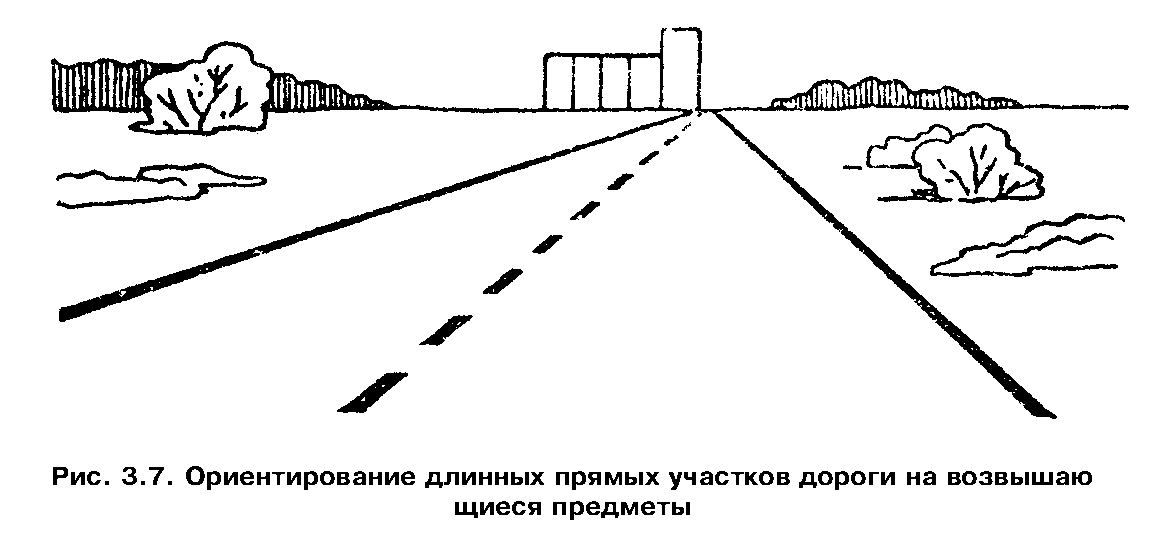 Рис. 3.7. Ориентирование длинных прямых участков дороги на возвышаю
щиеся предметы